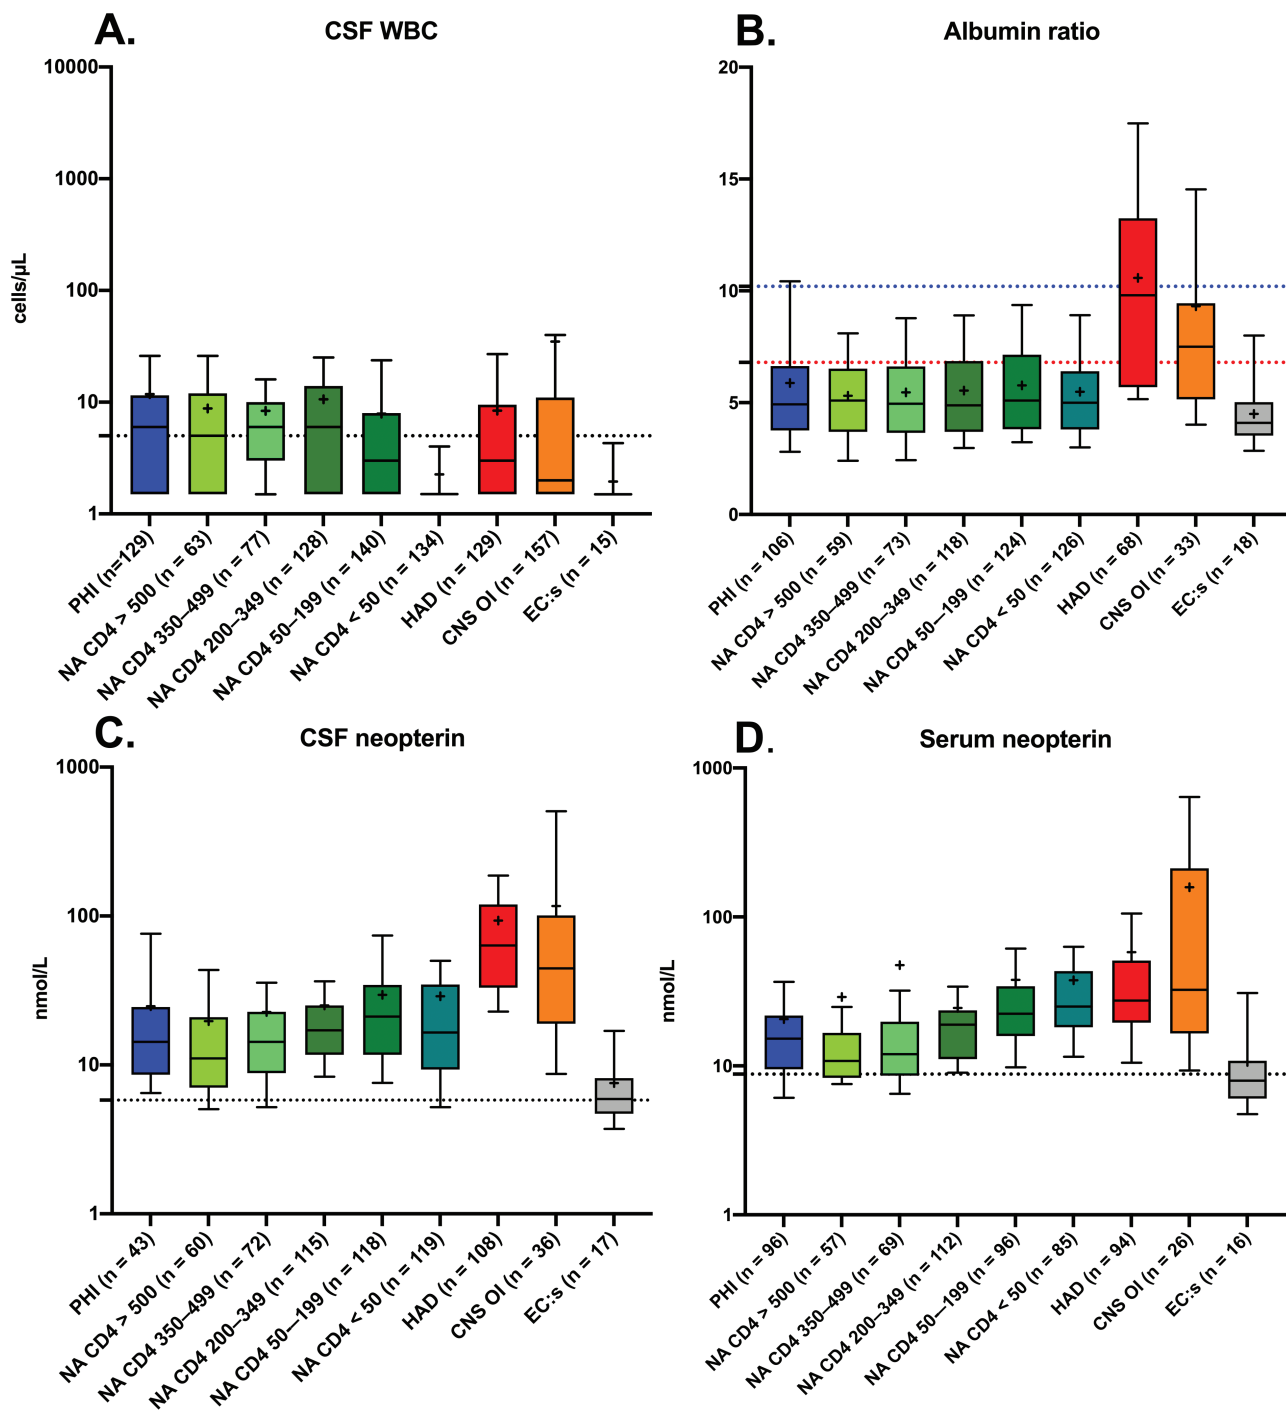 A.
CSF WBC
10000
1000
100
10
1
cells/µL
PHI (n=129)
NA CD4 > 500 (n = 63)
NA CD4 350–499 (n = 77)
NA CD4 200–349 (n = 128)
NA CD4 50–199 (n = 140)
NA CD4 < 50 (n = 134)
HAD (n = 129)
CNS OI (n = 157)
EC:s (n = 15)
B.
Albumin ratio
20
15
10
5
0
PHI (n = 106)
NA CD4 > 500 (n = 59)
NA CD4 350–499 (n = 73)
NA CD4 200–349 (n = 118)
NA CD4 50–199 (n = 124)
NA CD4 < 50 (n = 126)
HAD (n = 68)
CNS OI (n = 33)
EC:s (n = 18)
C.
CSF neopterin
1000
100
10
1
nmol/L
PHI (n = 43)
NA CD4 > 500 (n = 60)
NA CD4 350–499 (n = 72)
NA CD4 200–349 (n = 115)
NA CD4 50–199 (n = 118)
NA CD4 < 50 (n = 119)
HAD (n = 108)
CNS OI (n = 36)
EC:s (n = 17)
D.
Serum neopterin
1000
100
10
1
nmol/L
PHI (n = 96)
NA CD4 > 500 (n = 57)
NA CD4 350–499 (n = 69)
NA CD4 200–349 (n = 112)
NA CD4 50–199 (n = 96)
NA CD4 < 50 (n = 85)
HAD (n = 94)
CNS OI (n = 26)
EC:s (n = 16)